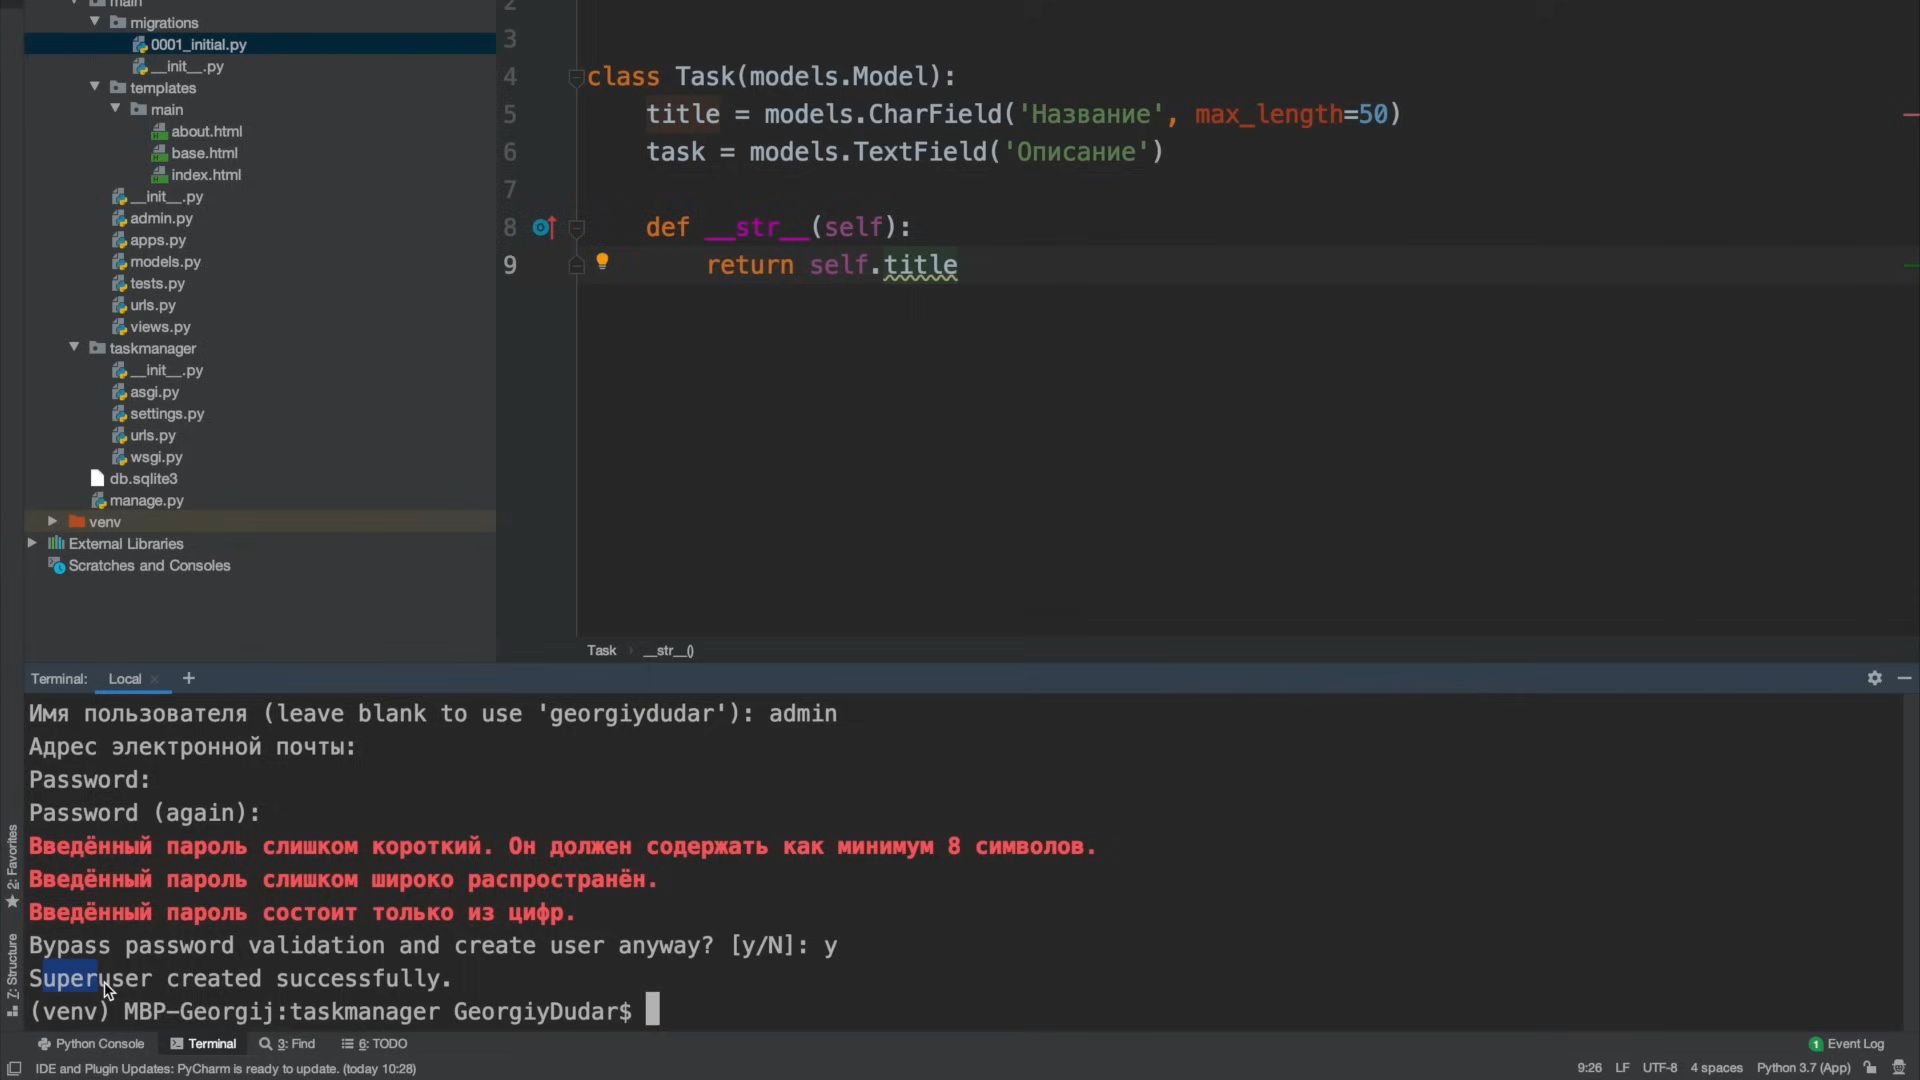 main
migrations
0001_initial.py
__init__.py
templates
main
about.html
base.html
index.html
__init__.py
admin.py
apps.py
models.py
tests.py
urls.py
views.py
taskmanager
__init__.py
asgi.py
settings.py
urls.py
wsgi.py
db.sqlite3
manage.py
venv
External Libraries
Scratches and Consoles
2
3
4 class Task(models.Model):
5 title = models.CharField('Название', max_length=50)
6 task = models.TextField('Описание')
7
8 def __str__(self):
9 return self.title
Task › __str__()
Terminal: Local × +
Имя пользователя (leave blank to use 'georgiydudar'): admin
Адрес электронной почты:
Password:
Password (again):
Введённый пароль слишком короткий. Он должен содержать как минимум 8 символов.
Введённый пароль слишком широко распространён.
Введённый пароль состоит только из цифр.
Bypass password validation and create user anyway? [y/N]: y
Superuser created successfully.
(venv) MBP-Georgij:taskmanager GeorgiyDudar$
2: Favorites
7: Structure
Python Console Terminal 3: Find 6: TODO 1 Event Log
IDE and Plugin Updates: PyCharm is ready to update. (today 10:28) 9:26 LF UTF-8 4 spaces Python 3.7 (App)